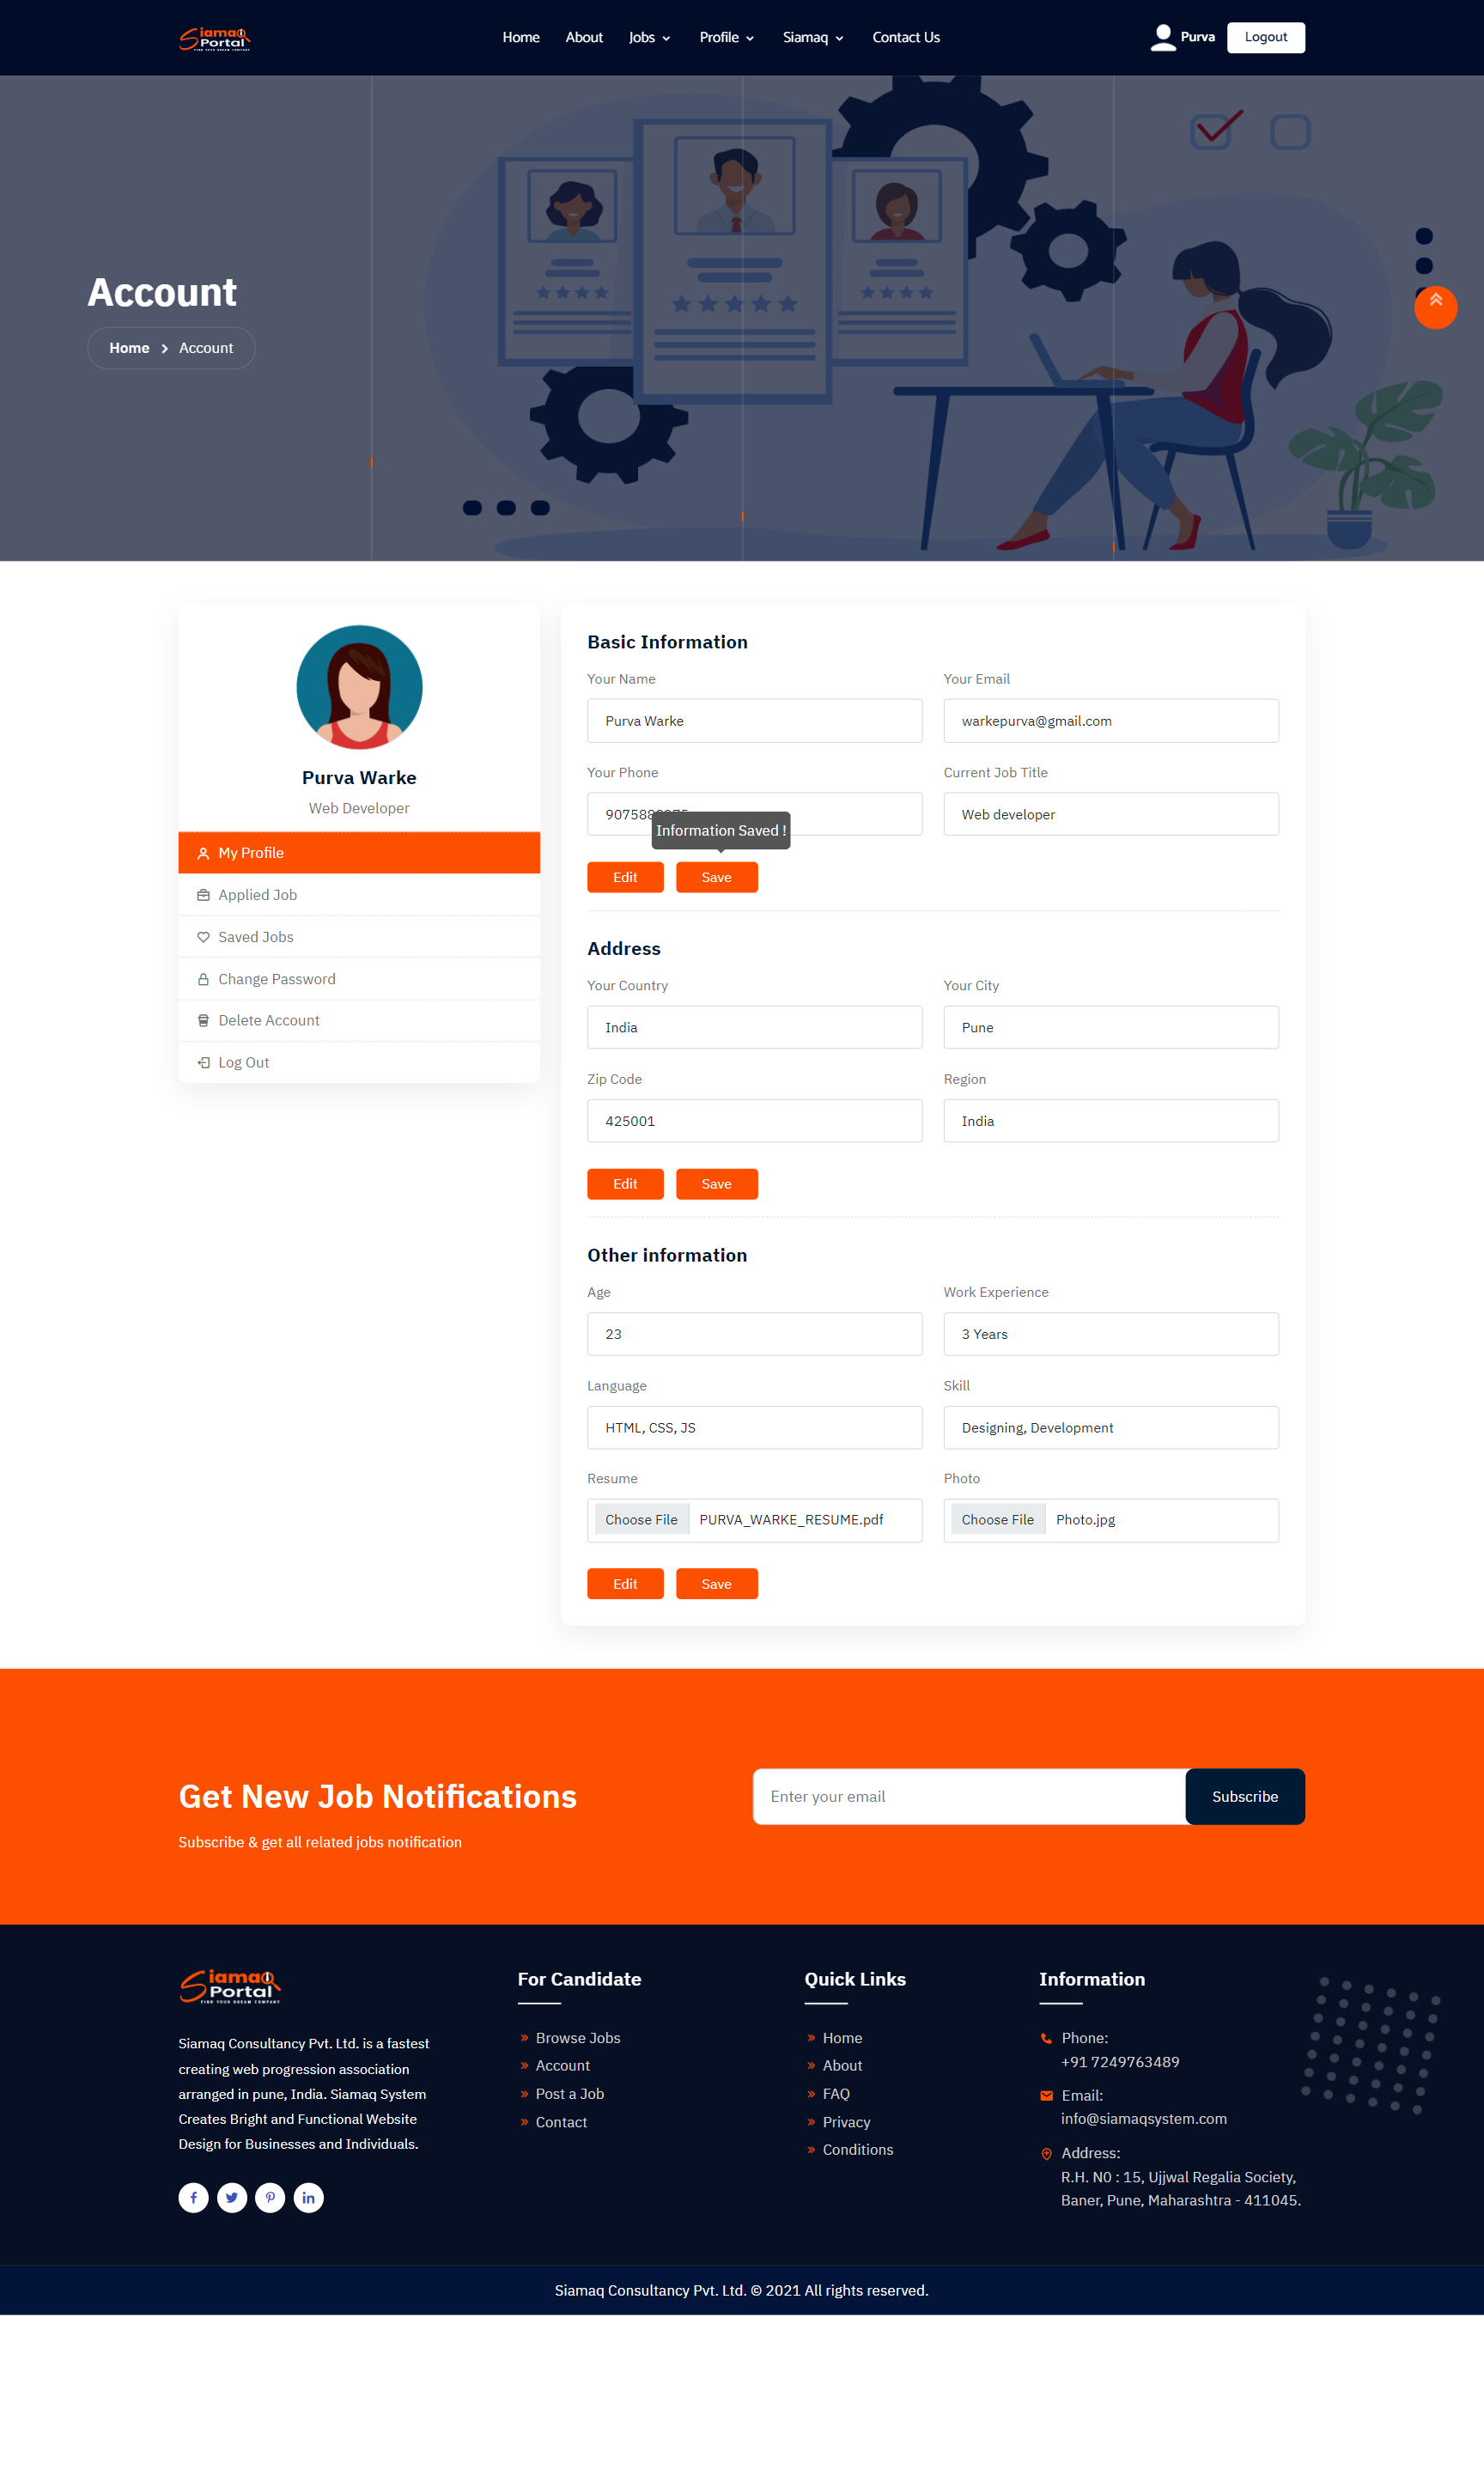 Siamaq
Portal
FIND YOUR DREAM COMPANY
Home About Jobs Profile Siamaq Contact Us
Purva Logout
Account
Home Account
Purva Warke
Web Developer
My Profile
Applied Job
Saved Jobs
Change Password
Delete Account
Log Out
Basic Information
Your Name Your Email
Purva Warke warkepurva@gmail.com
Your Phone Current Job Title
Web developer
Information Saved !
Edit Save
Address
Your Country Your City
India Pune
Zip Code Region
425001 India
Edit Save
Other information
Age Work Experience
23 3 Years
Language Skill
HTML, CSS, JS Designing, Development
Resume Photo
Choose File PURVA_WARKE_RESUME.pdf Choose File Photo.jpg
Edit Save
Get New Job Notifications
Subscribe & get all related jobs notification
Enter your email Subscribe
Siamaq
Portal
FIND YOUR DREAM COMPANY
Siamaq Consultancy Pvt. Ltd. is a fastest
creating web progression association
arranged in pune, India. Siamaq System
Creates Bright and Functional Website
Design for Businesses and Individuals.
For Candidate
Browse Jobs
Account
Post a Job
Contact
Quick Links
Home
About
FAQ
Privacy
Conditions
Information
Phone:
+91 7249763489
Email:
info@siamaqsystem.com
Address:
R.H. N0 : 15, Ujjwal Regalia Society,
Baner, Pune, Maharashtra - 411045.
Siamaq Consultancy Pvt. Ltd. © 2021 All rights reserved.